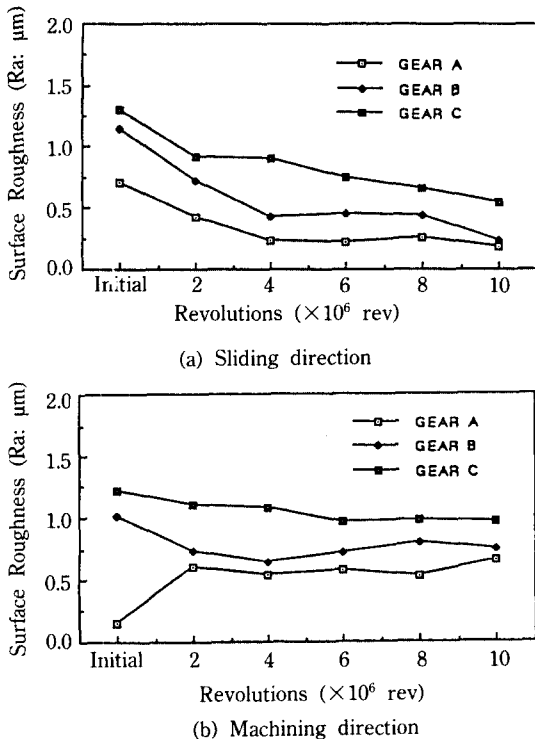 2.0
1.5
1.0
0.5
0.0
Surface Roughness (Ra: μm)
GEAR A
GEAR B
GEAR C
Initial 2 4 6 8 10
Revolutions (×10⁶ rev)
(a) Sliding direction
2.0
1.5
1.0
0.5
0.0
Surface Roughness (Ra: μm)
GEAR A
GEAR B
GEAR C
Initial 2 4 6 8 10
Revolutions (×10⁶ rev)
(b) Machining direction